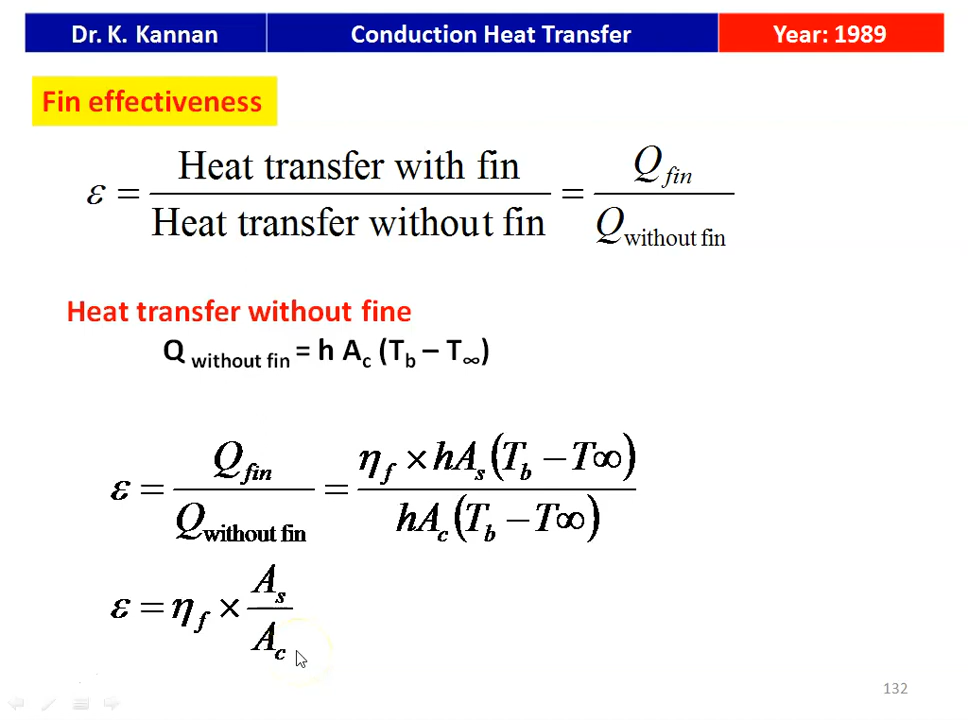 Dr. K. Kannan Conduction Heat Transfer Year: 1989
Fin effectiveness
ε = Heat transfer with fin / Heat transfer without fin = Q_fin / Q_without fin
Heat transfer without fine
Q without fin = h A_c (T_b – T_∞)
ε = Q_fin / Q_without fin = η_f × hA_s(T_b – T∞) / hA_c(T_b – T∞)
ε = η_f × A_s / A_c
132